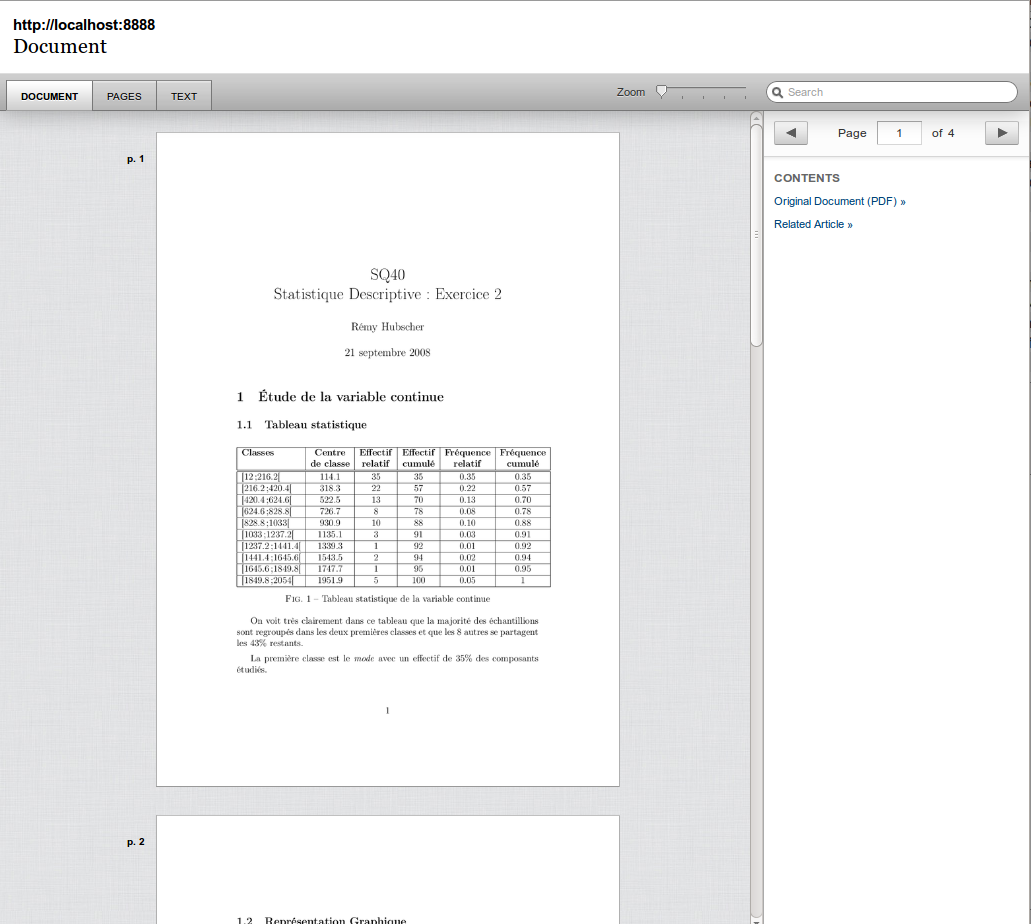 http://localhost:8888
Document
DOCUMENT PAGES TEXT Zoom Search
Page 1 of 4
CONTENTS
Original Document (PDF) »
Related Article »
p. 1
SQ40
Statistique Descriptive : Exercice 2
Rémy Hubscher
21 septembre 2008
1 Étude de la variable continue
1.1 Tableau statistique
Classes Centre de classe Effectif relatif Effectif cumulé Fréquence relatif Fréquence cumulé
[12 ;216.2[ 114.1 35 35 0.35 0.35
[216.2 ;420.4[ 318.3 22 57 0.22 0.57
[420.4 ;624.6[ 522.5 13 70 0.13 0.70
[624.6 ;828.8[ 726.7 8 78 0.08 0.78
[828.8 ;1033[ 930.9 10 88 0.10 0.88
[1033 ;1237.2[ 1135.1 3 91 0.03 0.91
[1237.2 ;1441.4[ 1339.3 1 92 0.01 0.92
[1441.4 ;1645.6[ 1543.5 2 94 0.02 0.94
[1645.6 ;1849.8[ 1747.7 1 95 0.01 0.95
[1849.8 ;2054[ 1951.9 5 100 0.05 1
Fig. 1 – Tableau statistique de la variable continue
On voit trés clairement dans ce tableau que la majorité des échantillions
sont regroupés dans les deux premières classes et que les 8 autres se partagent
les 43% restants.
La première classe est le mode avec un effectif de 35% des composants
étudiés.
1
p. 2
1.2 Représentation Graphique